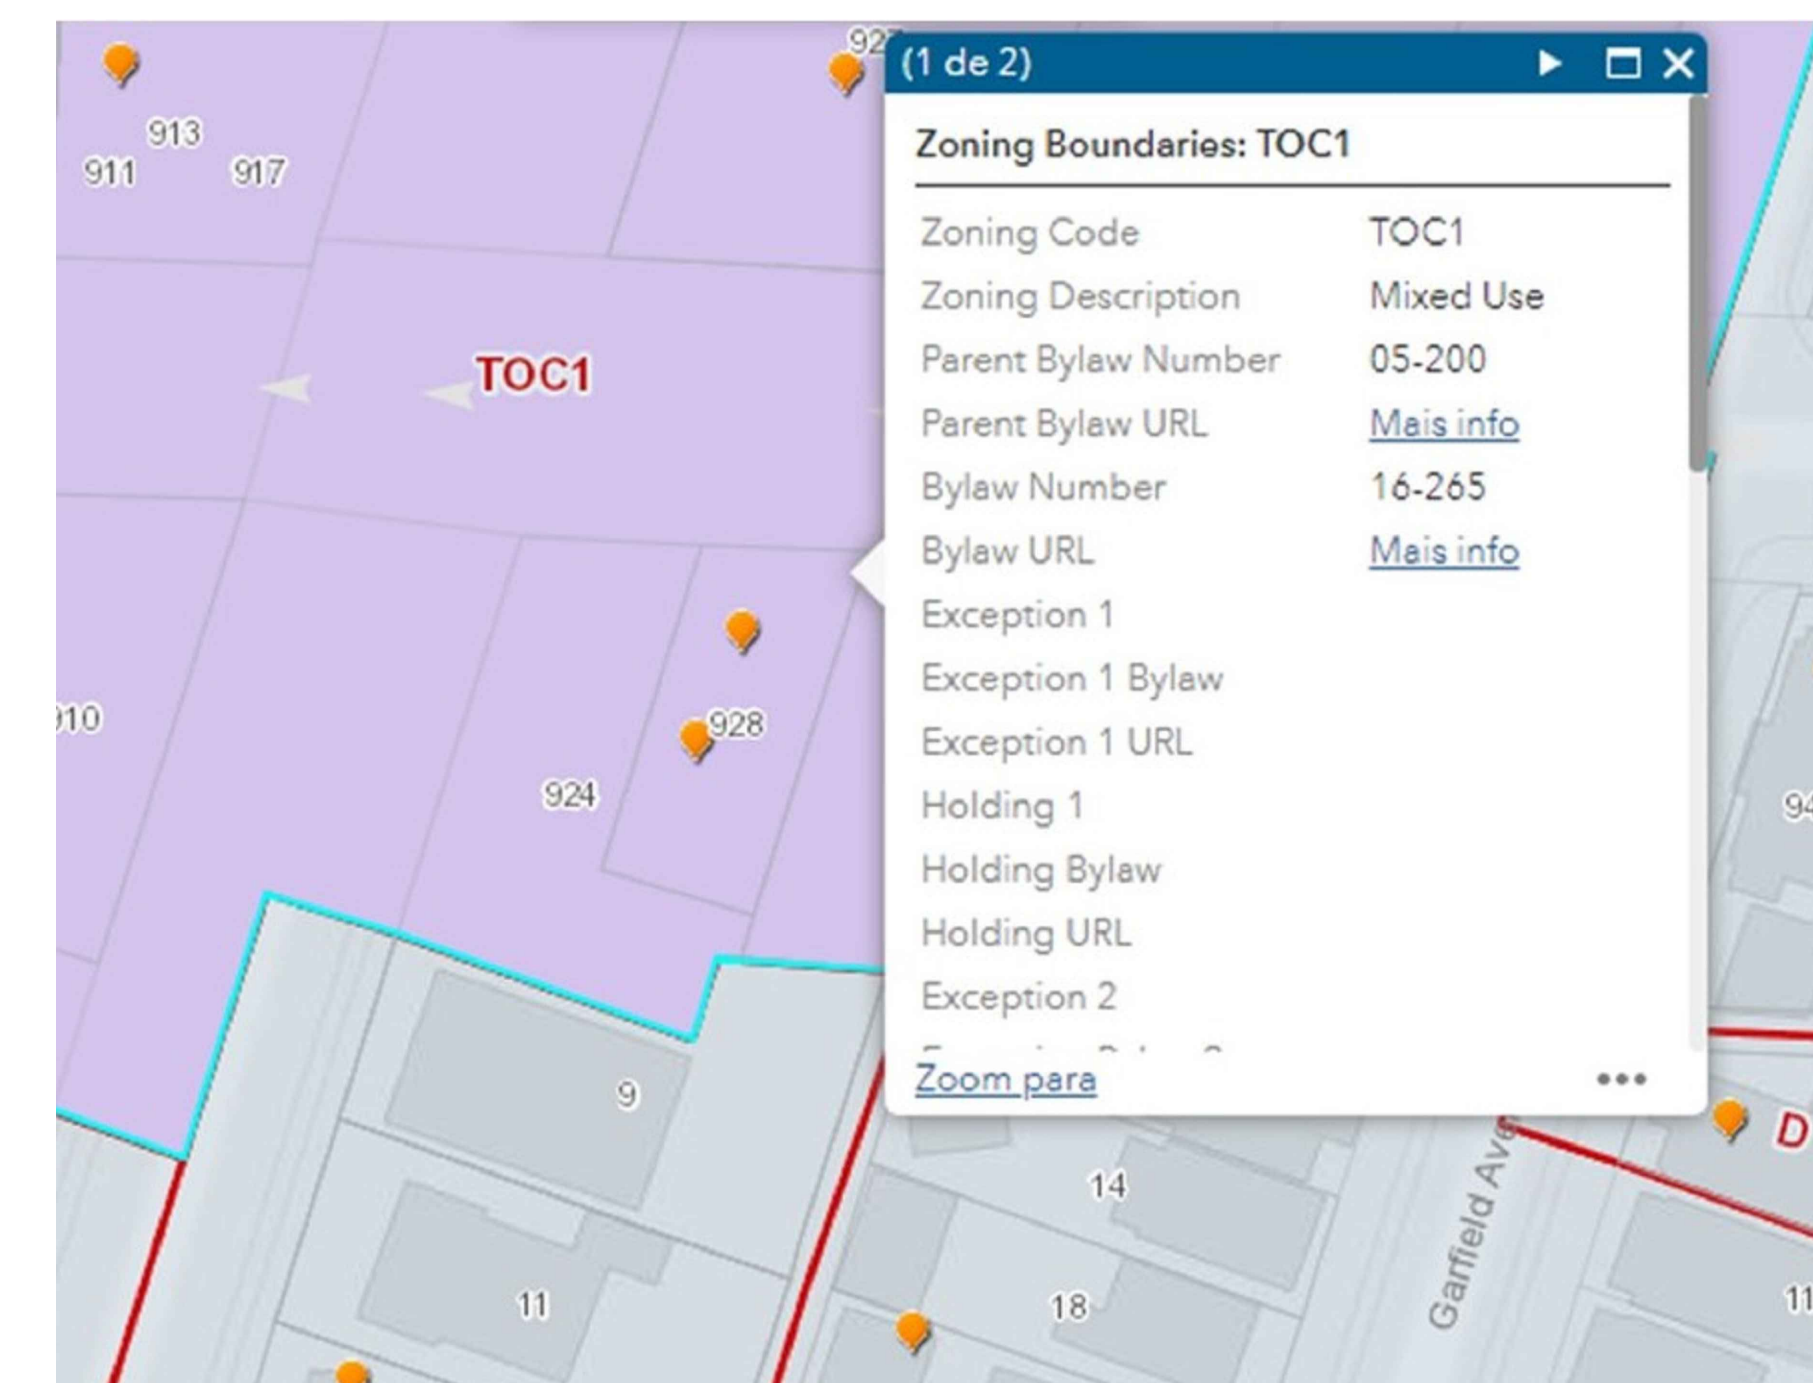 927
913
911
917
TOC1
910
928
924
9
11
(1 de 2)
Zoning Boundaries: TOC1
Zoning Code TOC1
Zoning Description Mixed Use
Parent Bylaw Number 05-200
Parent Bylaw URL Mais info
Bylaw Number 16-265
Bylaw URL Mais info
Exception 1
Exception 1 Bylaw
Exception 1 URL
Holding 1
Holding Bylaw
Holding URL
Exception 2
Zoom para
14
18
Garfield Ave
94
D
11